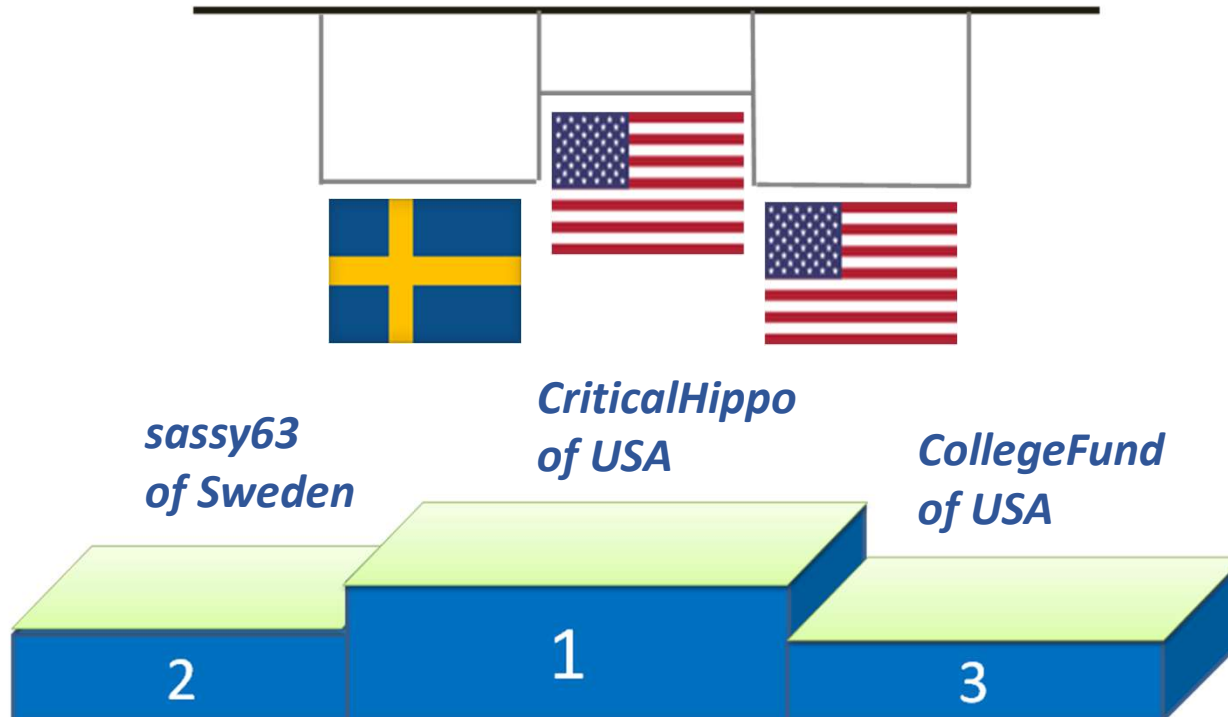 sassy63
of Sweden
CriticalHippo
of USA
CollegeFund
of USA
2
1
3